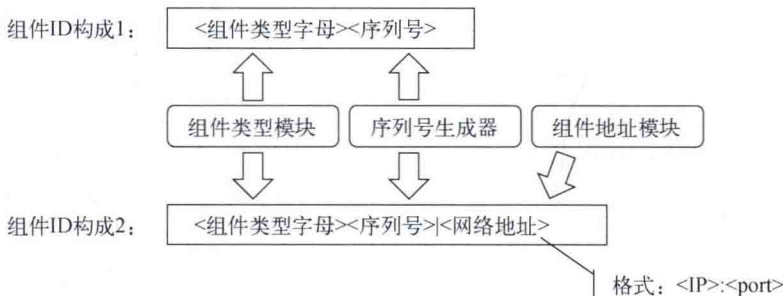 组件ID构成1： <组件类型字母><序列号>
组件类型模块 序列号生成器 组件地址模块
组件ID构成2： <组件类型字母><序列号>|<网络地址>
格式：<IP>:<port>